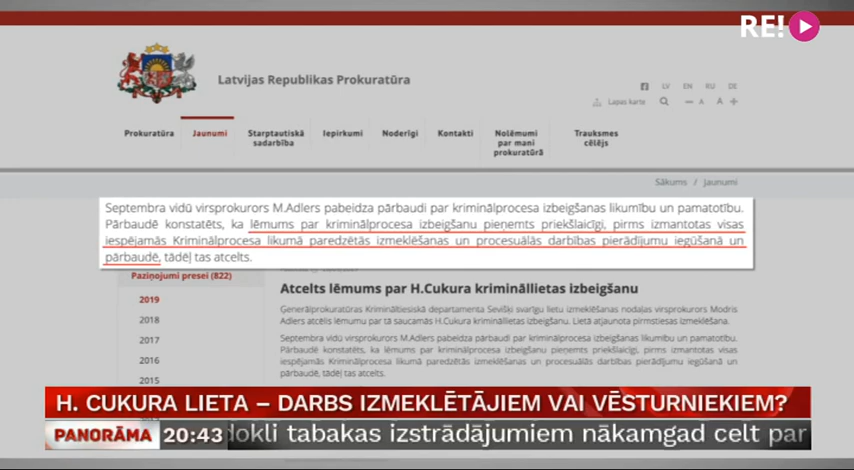 RE!
Latvijas Republikas Prokuratūra
LV EN RU DE
Lapas karte A A
Prokuratūra Jaunumi Starptautiskā sadarbība Iepirkumi Noderīgi Kontakti Nolēmumi par mani prokuratūrā Trauksmes cēlējs
Sākums / Jaunumi
Septembra vidū virsprokurors M.Adlers pabeidza pārbaudi par kriminālprocesa izbeigšanas likumību un pamatotību.
Pārbaudē konstatēts, ka lēmums par kriminālprocesa izbeigšanu pieņemts priekšlaicīgi, pirms izmantotas visas
iespējamās Kriminālprocesa likumā paredzētās izmeklēšanas un procesuālās darbības pierādījumu iegūšanā un
pārbaudē, tādēļ tas atcelts.
Paziņojumi presei (822)
2019
2018
2017
2016
2015
Atcelts lēmums par H.Cukura krimināllietas izbeigšanu
Ģenerālprokuratūras Krimināltiesiskā departamenta Sevišķi svarīgu lietu izmeklēšanas nodaļas virsprokurors Modris
Adlers atcēlis lēmumu par tā saucamās H.Cukura krimināllietas izbeigšanu. Lietā atjaunota pirmstiesas izmeklēšana.
Septembra vidū virsprokurors M.Adlers pabeidza pārbaudi par kriminālprocesa izbeigšanas likumību un pamatotību.
Pārbaudē konstatēts, ka lēmums par kriminālprocesa izbeigšanu pieņemts priekšlaicīgi, pirms izmantotas visas
iespējamās Kriminālprocesa likumā paredzētās izmeklēšanas un procesuālās darbības pierādījumu iegūšanā un
pārbaudē, tādēļ tas atcelts.
H. CUKURA LIETA – DARBS IZMEKLĒTĀJIEM VAI VĒSTURNIEKIEM?
PANORĀMA 20:43 dokli tabakas izstrādājumiem nākamgad celt par